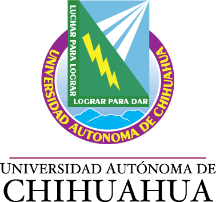 LUCHAR PARA LOGRAR
LOGRAR PARA DAR
UNIVERSIDAD AUTONOMA DE CHIHUAHUA
UNIVERSIDAD AUTÓNOMA DE
CHIHUAHUA